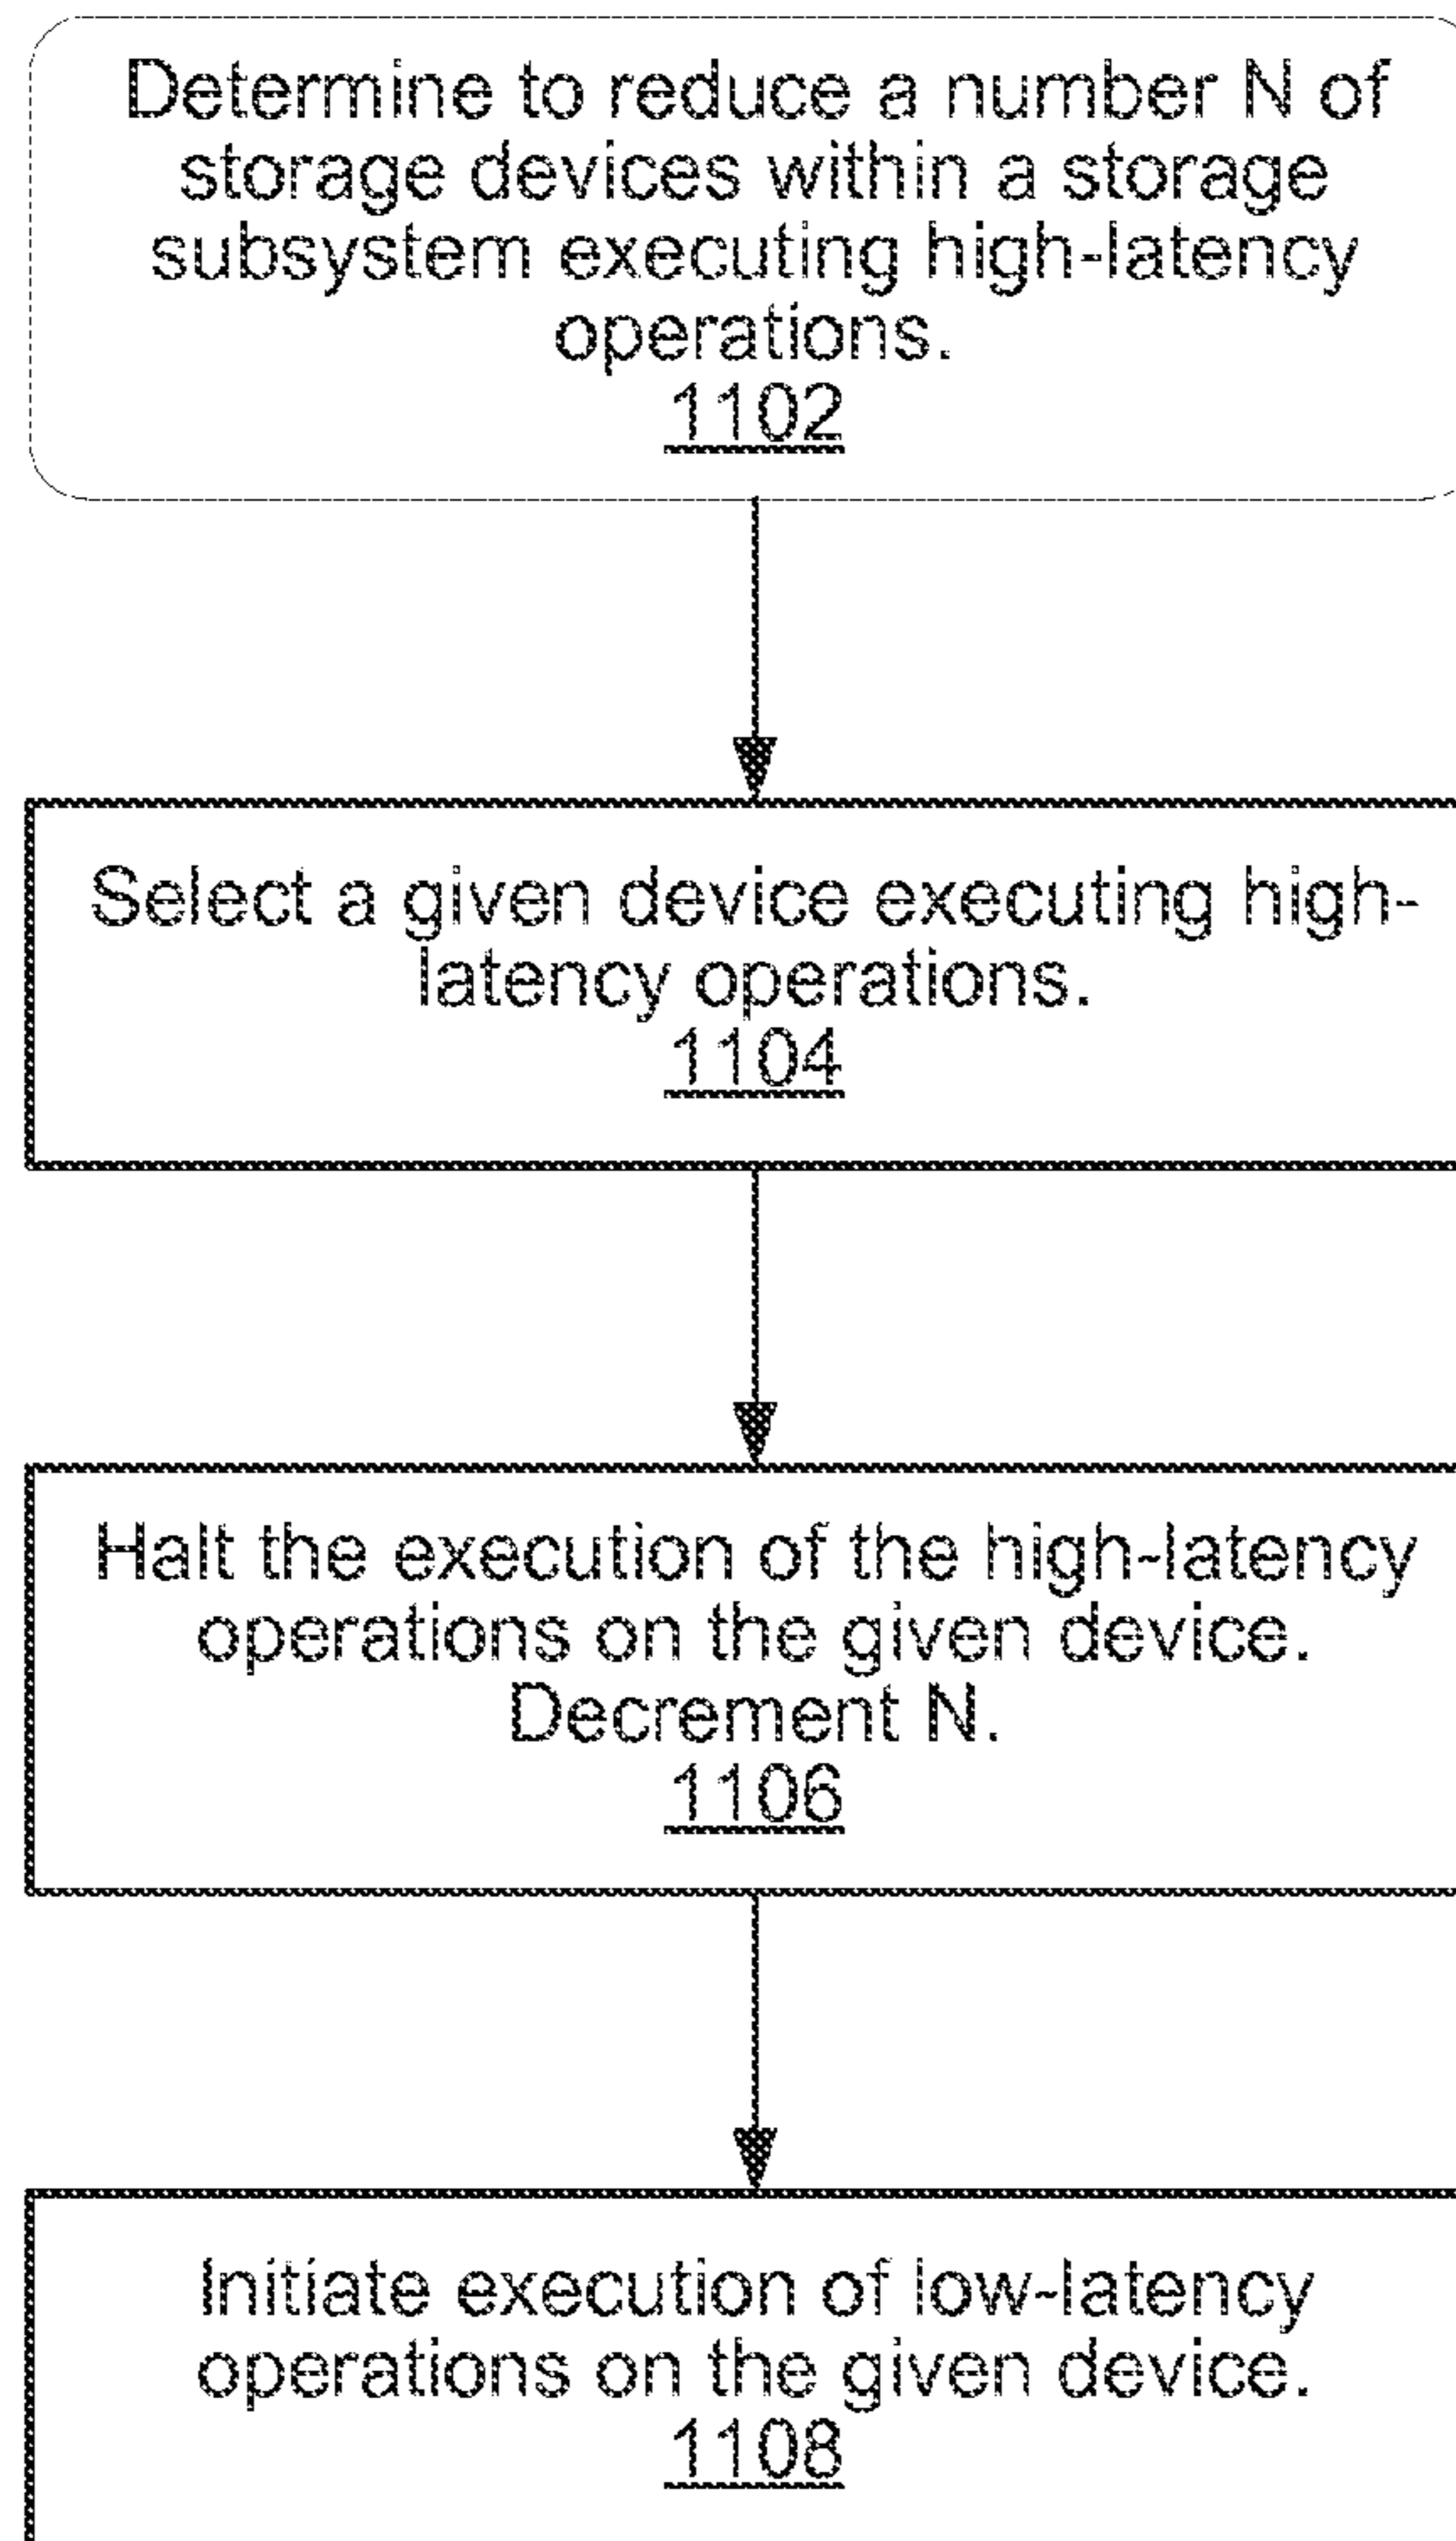 Determine to reduce a number N of
storage devices within a storage
subsystem executing high-latency
operations.
1102
Select a given device executing high-
latency operations.
1104
Halt the execution of the high-latency
operations on the given device.
Decrement N.
1106
Initiate execution of low-latency
operations on the given device.
1108